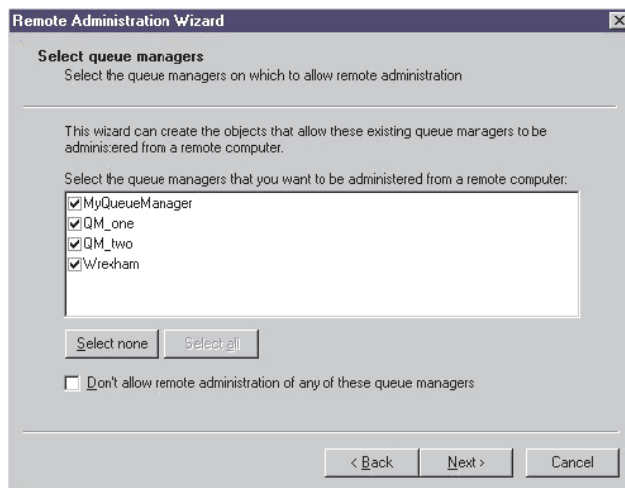 Remote Administration Wizard
Select queue managers
Select the queue managers on which to allow remote administration
This wizard can create the objects that allow these existing queue managers to be
administered from a remote computer.
Select the queue managers that you want to be administered from a remote computer:
MyQueueManager
QM_one
QM_two
Wrexham
Select none
Select all
Don't allow remote administration of any of these queue managers
< Back
Next >
Cancel